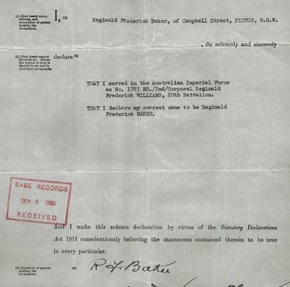 I, (a) Reginald Frederick Baker, of Campbell Street, PICTON, N.S.W.
, do solemnly and sincerely
declare(b)
THAT I served in the Australian Imperial Force
as No. 1783 ER./2nd/Corporal Reginald
Frederick WILLIAMS, 20th Battalion.
THAT I declare my correct name to be Reginald
Frederick BAKER.
BASE RECORDS
RECEIVED
And I make this solemn declaration by virtue of the Statutory Declarations
Act 1911 conscientiously believing the statements contained therein to be true
in every particular.
R F Baker